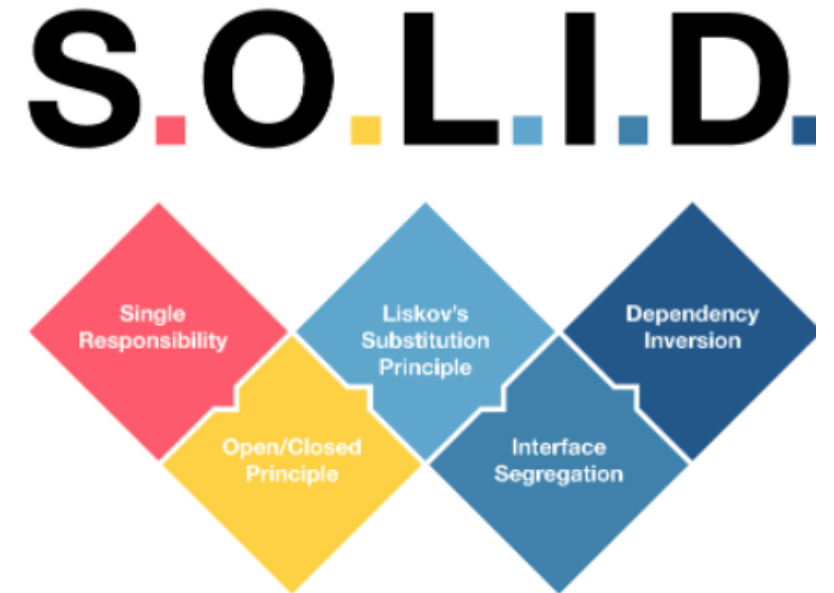 S.O.L.I.D.
Single
Responsibility
Open/Closed
Principle
Liskov's
Substitution
Principle
Interface
Segregation
Dependency
Inversion